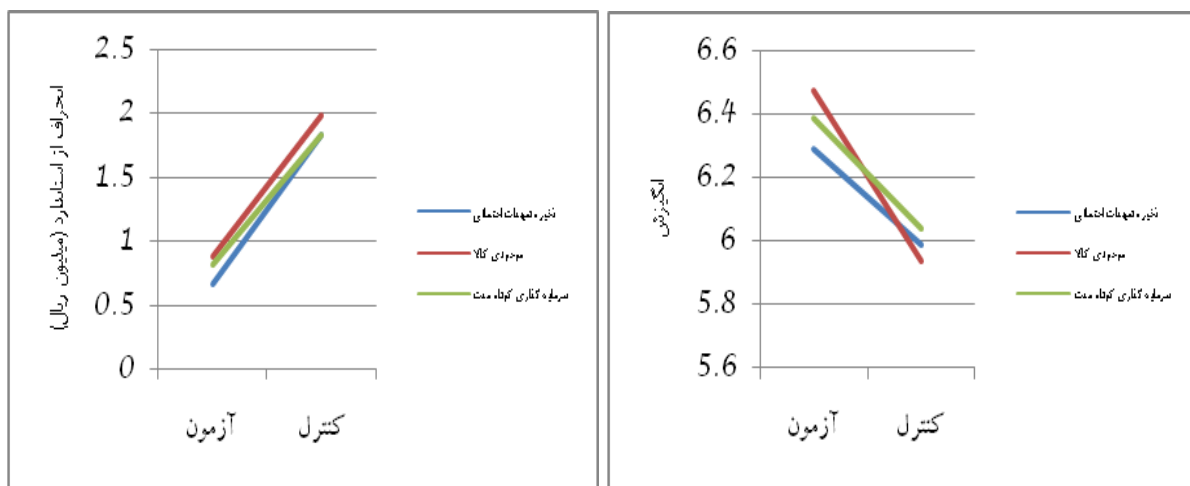 2.5
2
1.5
1
0.5
0
انحراف از استاندارد (میلیون ریال)
آزمون
کنترل
ذخیره تعهدات احتمالی
موجودی کالا
سرمایه گذاری کوتاه مدت
6.6
6.4
6.2
6
5.8
5.6
انگیزش
آزمون
کنترل
ذخیره تعهدات احتمالی
موجودی کالا
سرمایه گذاری کوتاه مدت